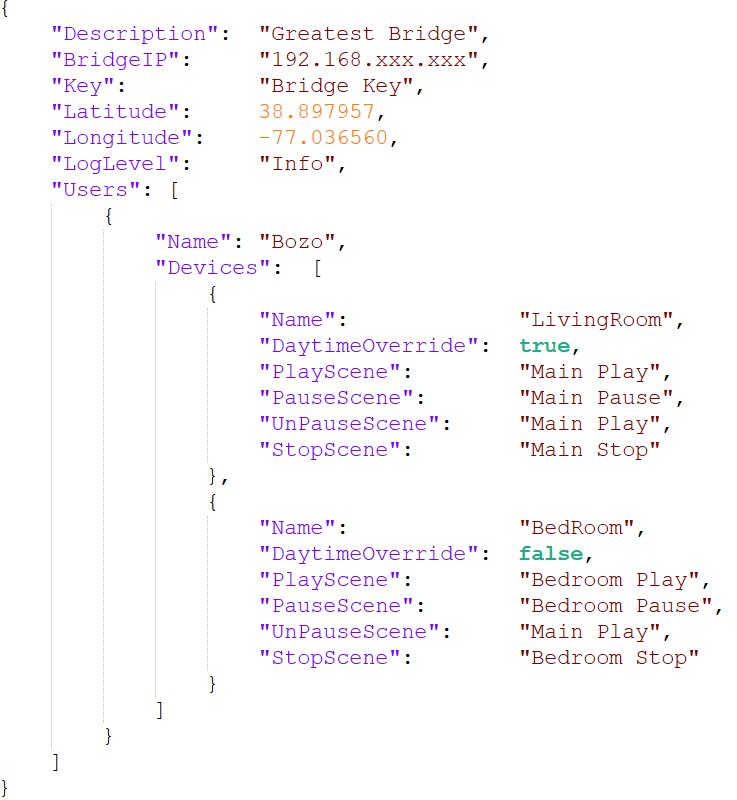 {
    "Description":  "Greatest Bridge",
    "BridgeIP":     "192.168.xxx.xxx",
    "Key":          "Bridge Key",
    "Latitude":     38.897957,
    "Longitude":    -77.036560,
    "LogLevel":     "Info",
    "Users": [
        {
            "Name": "Bozo",
            "Devices":  [
                {
                    "Name":             "LivingRoom",
                    "DaytimeOverride":  true,
                    "PlayScene":        "Main Play",
                    "PauseScene":       "Main Pause",
                    "UnPauseScene":     "Main Play",
                    "StopScene":        "Main Stop"
                },
                {
                    "Name":             "BedRoom",
                    "DaytimeOverride":  false,
                    "PlayScene":        "Bedroom Play",
                    "PauseScene":       "Bedroom Pause",
                    "UnPauseScene":     "Main Play",
                    "StopScene":        "Bedroom Stop"
                }
            ]
        }
    ]
}